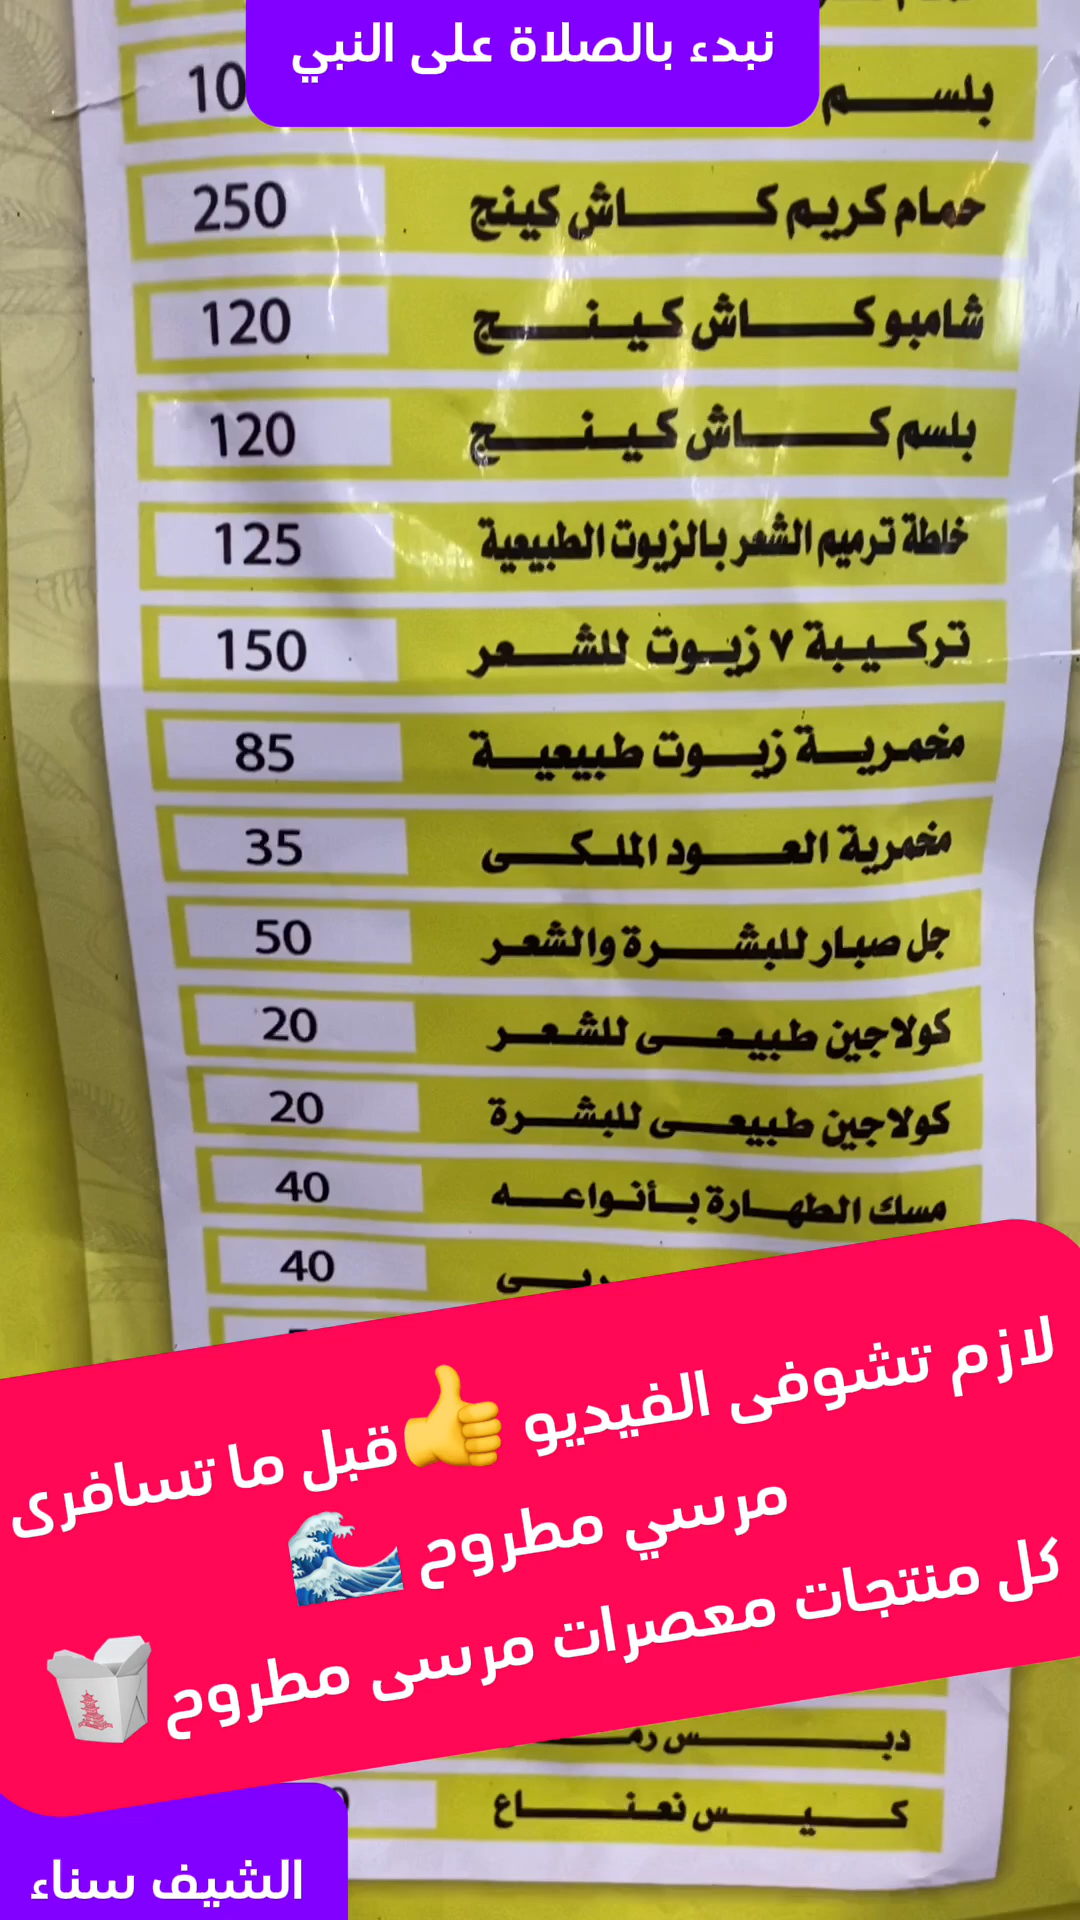 نبدء بالصلاة على النبي
بلسم 10
حمام كريم كاش كينج 250
شامبو كاش كينج 120
بلسم كاش كينج 120
خلطة ترميم الشعر بالزيوت الطبيعية 125
تركيبة ٧ زيوت للشعر 150
مخمرية زيوت طبيعية 85
مخمرية العود الملكى 35
جل صبار للبشرة والشعر 50
كولاجين طبيعى للشعر 20
كولاجين طبيعى للبشرة 20
مسك الطهارة بأنواعه 40
40
لازم تشوفى الفيديو 👍 قبل ما تسافرى
مرسي مطروح 🌊
كل منتجات معصرات مرسى مطروح 🥡
دبس
كيس نعناع
الشيف سناء